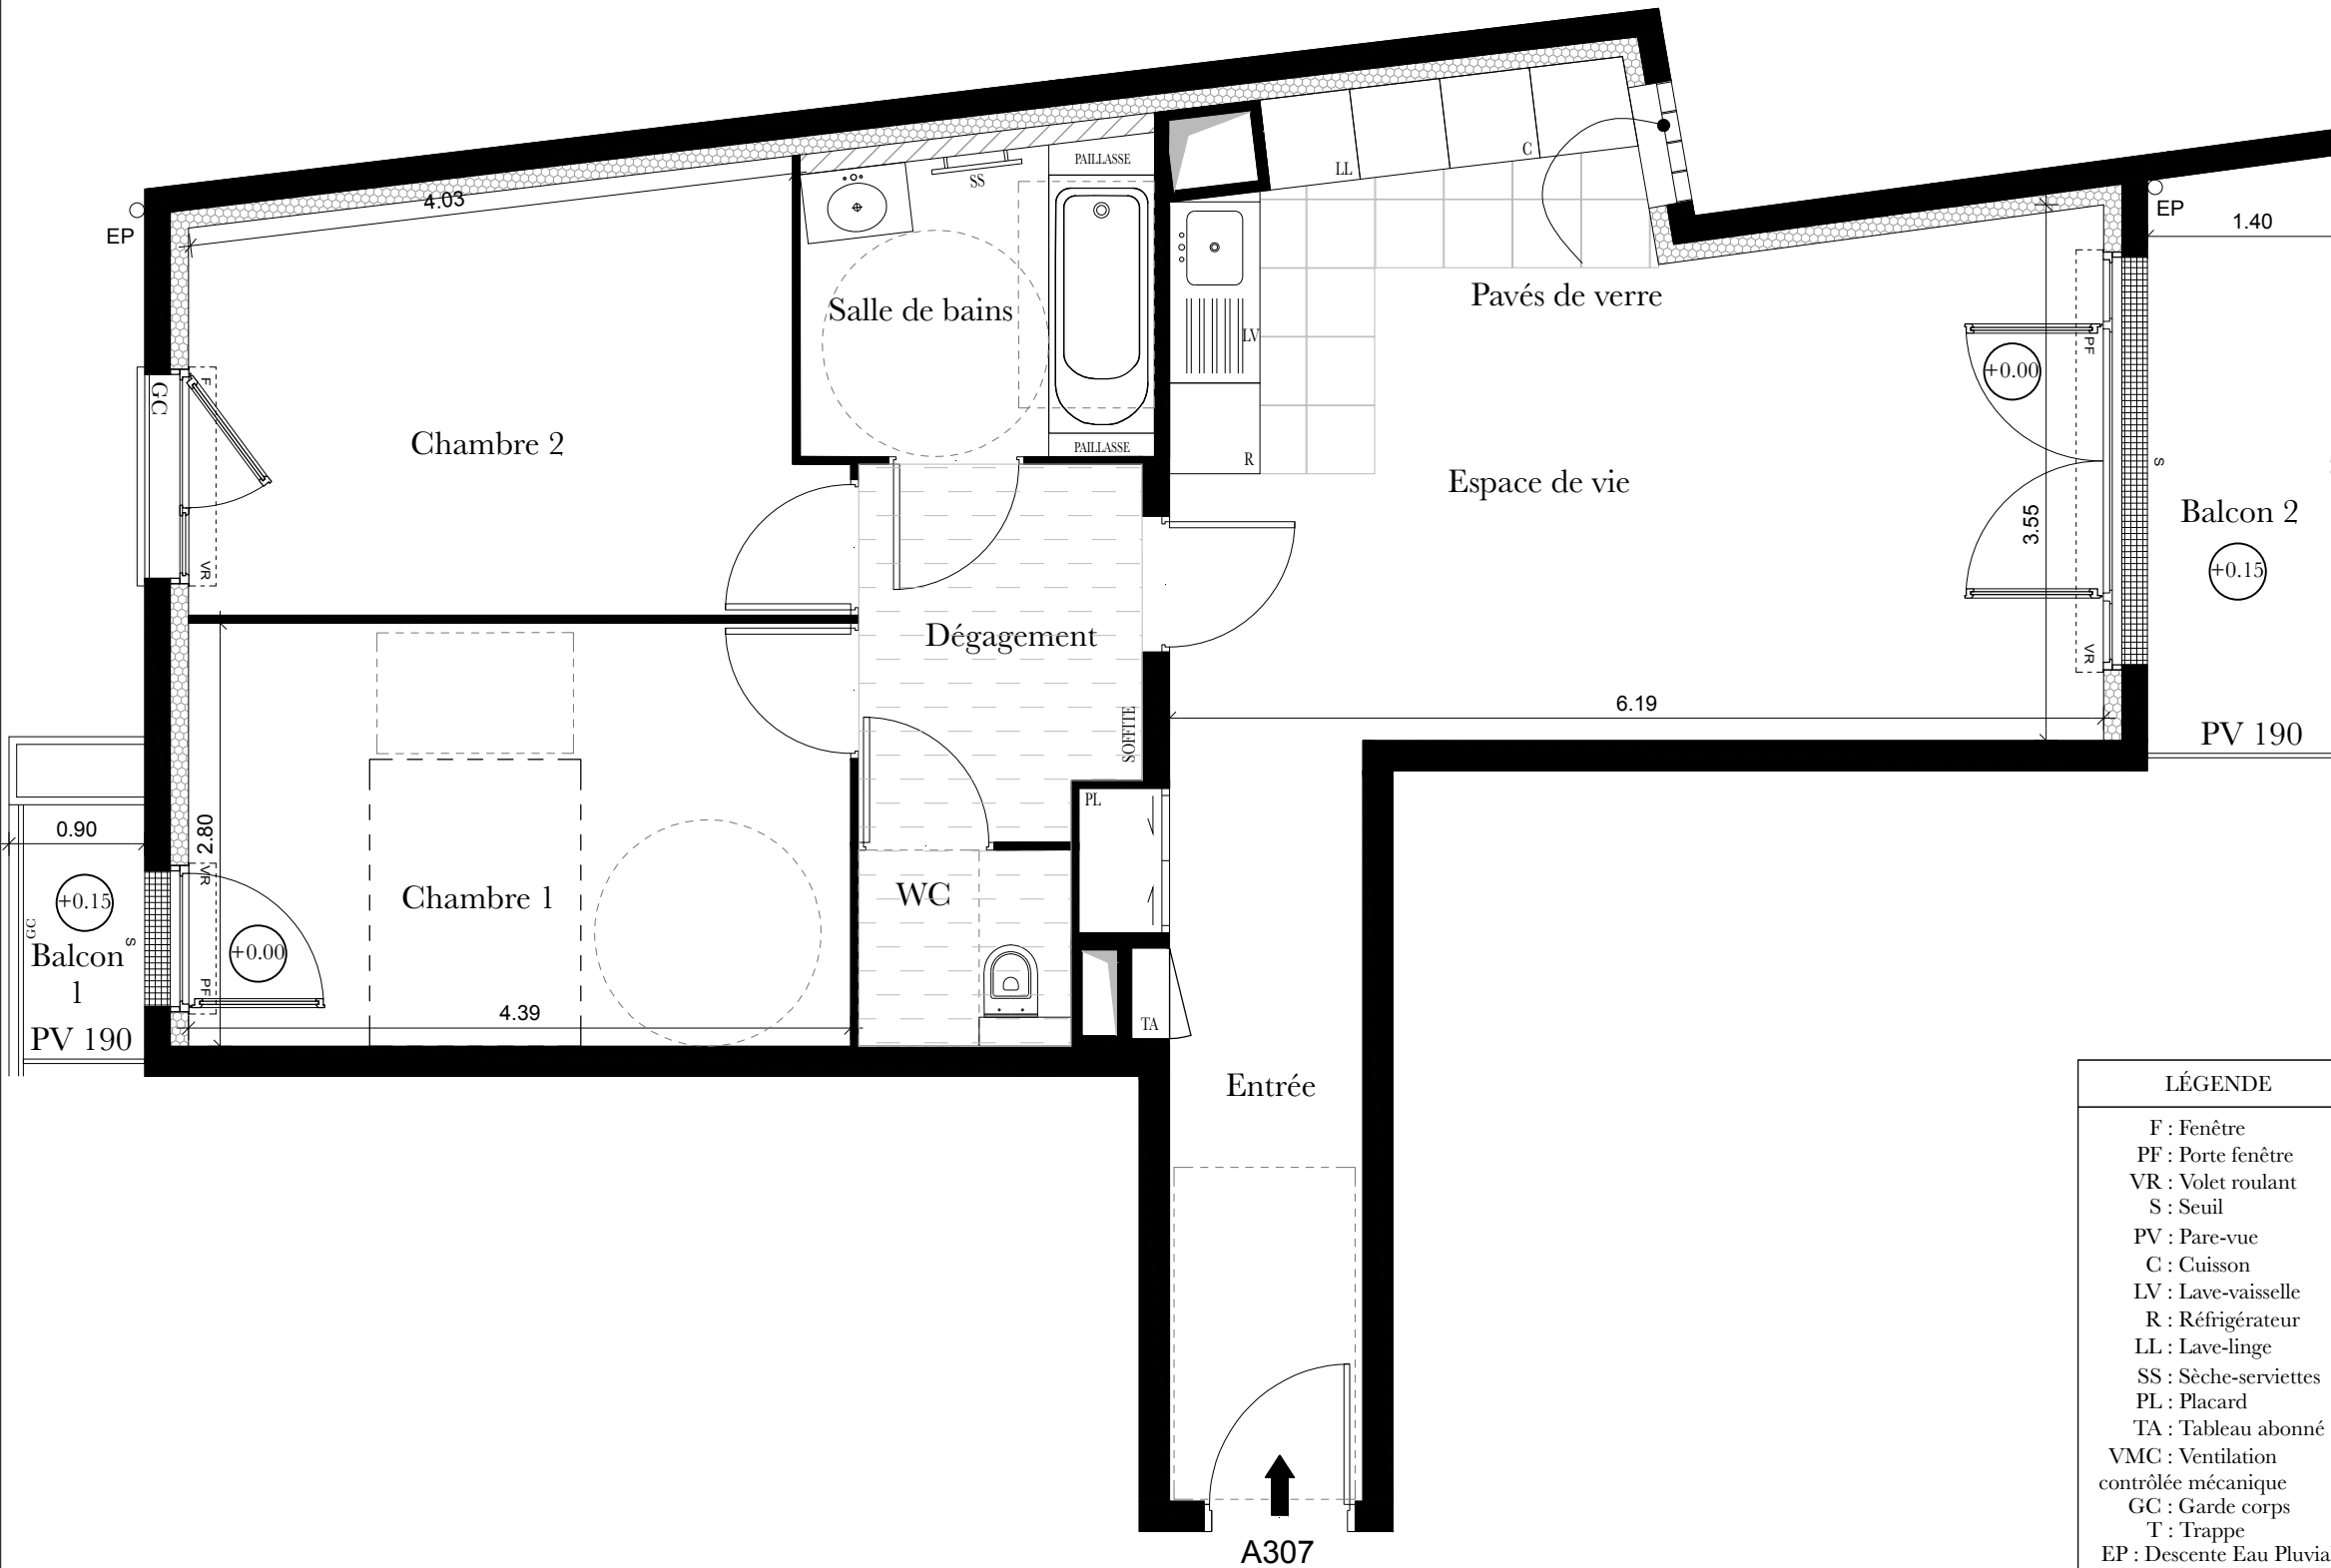 4.03
EP
PAILLASSE
SS
LL
C
EP
1.40
Salle de bains
Pavés de verre
LV
PF
+0.00
F
GC
Chambre 2
PAILLASSE
R
Espace de vie
S
3.55
Balcon 2
+0.15
VR
Dégagement
VR
SOFFITE
6.19
PV 190
PL
0.90
2.80
VR
+0.15
Chambre 1
WC
GC
S
Balcon
1
+0.00
PF
PV 190
4.39
TA
Entrée
A307
LÉGENDE
F : Fenêtre
PF : Porte fenêtre
VR : Volet roulant
S : Seuil
PV : Pare-vue
C : Cuisson
LV : Lave-vaisselle
R : Réfrigérateur
LL : Lave-linge
SS : Sèche-serviettes
PL : Placard
TA : Tableau abonné
VMC : Ventilation
contrôlée mécanique
GC : Garde corps
T : Trappe
EP : Descente Eau Pluvia